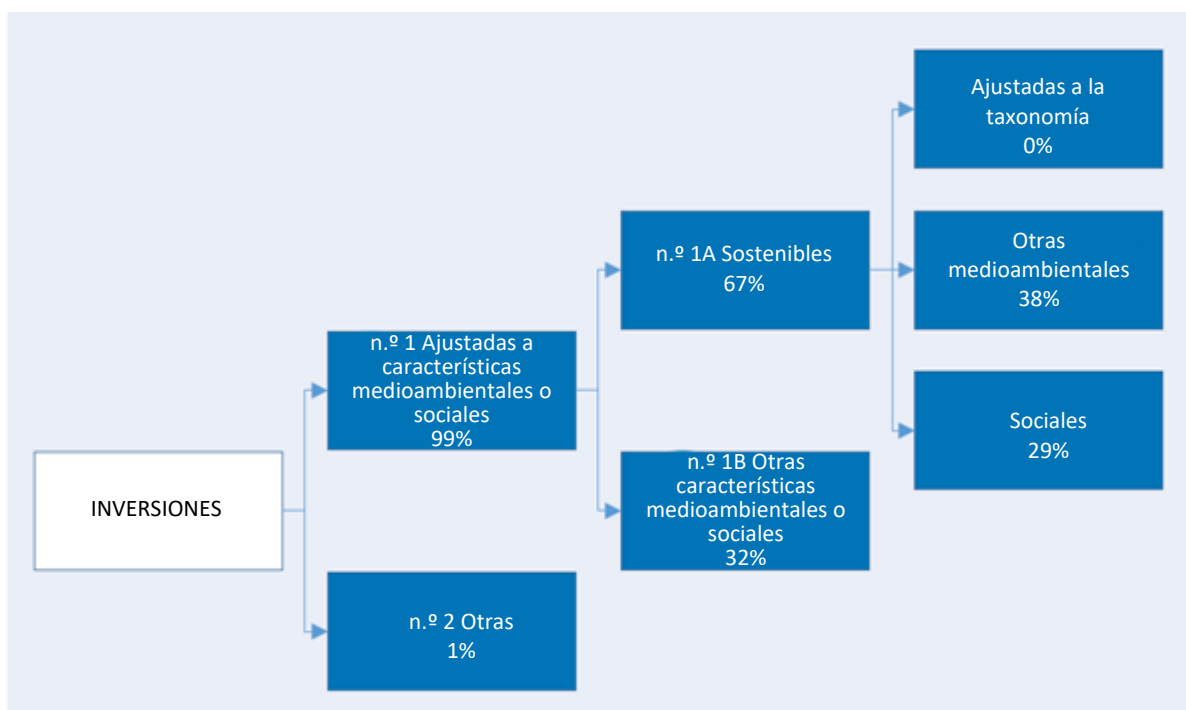 INVERSIONES
n.º 1 Ajustadas a
características
medioambientales o
sociales
99%
n.º 2 Otras
1%
n.º 1A Sostenibles
67%
n.º 1B Otras
características
medioambientales o
sociales
32%
Ajustadas a la
taxonomía
0%
Otras
medioambientales
38%
Sociales
29%